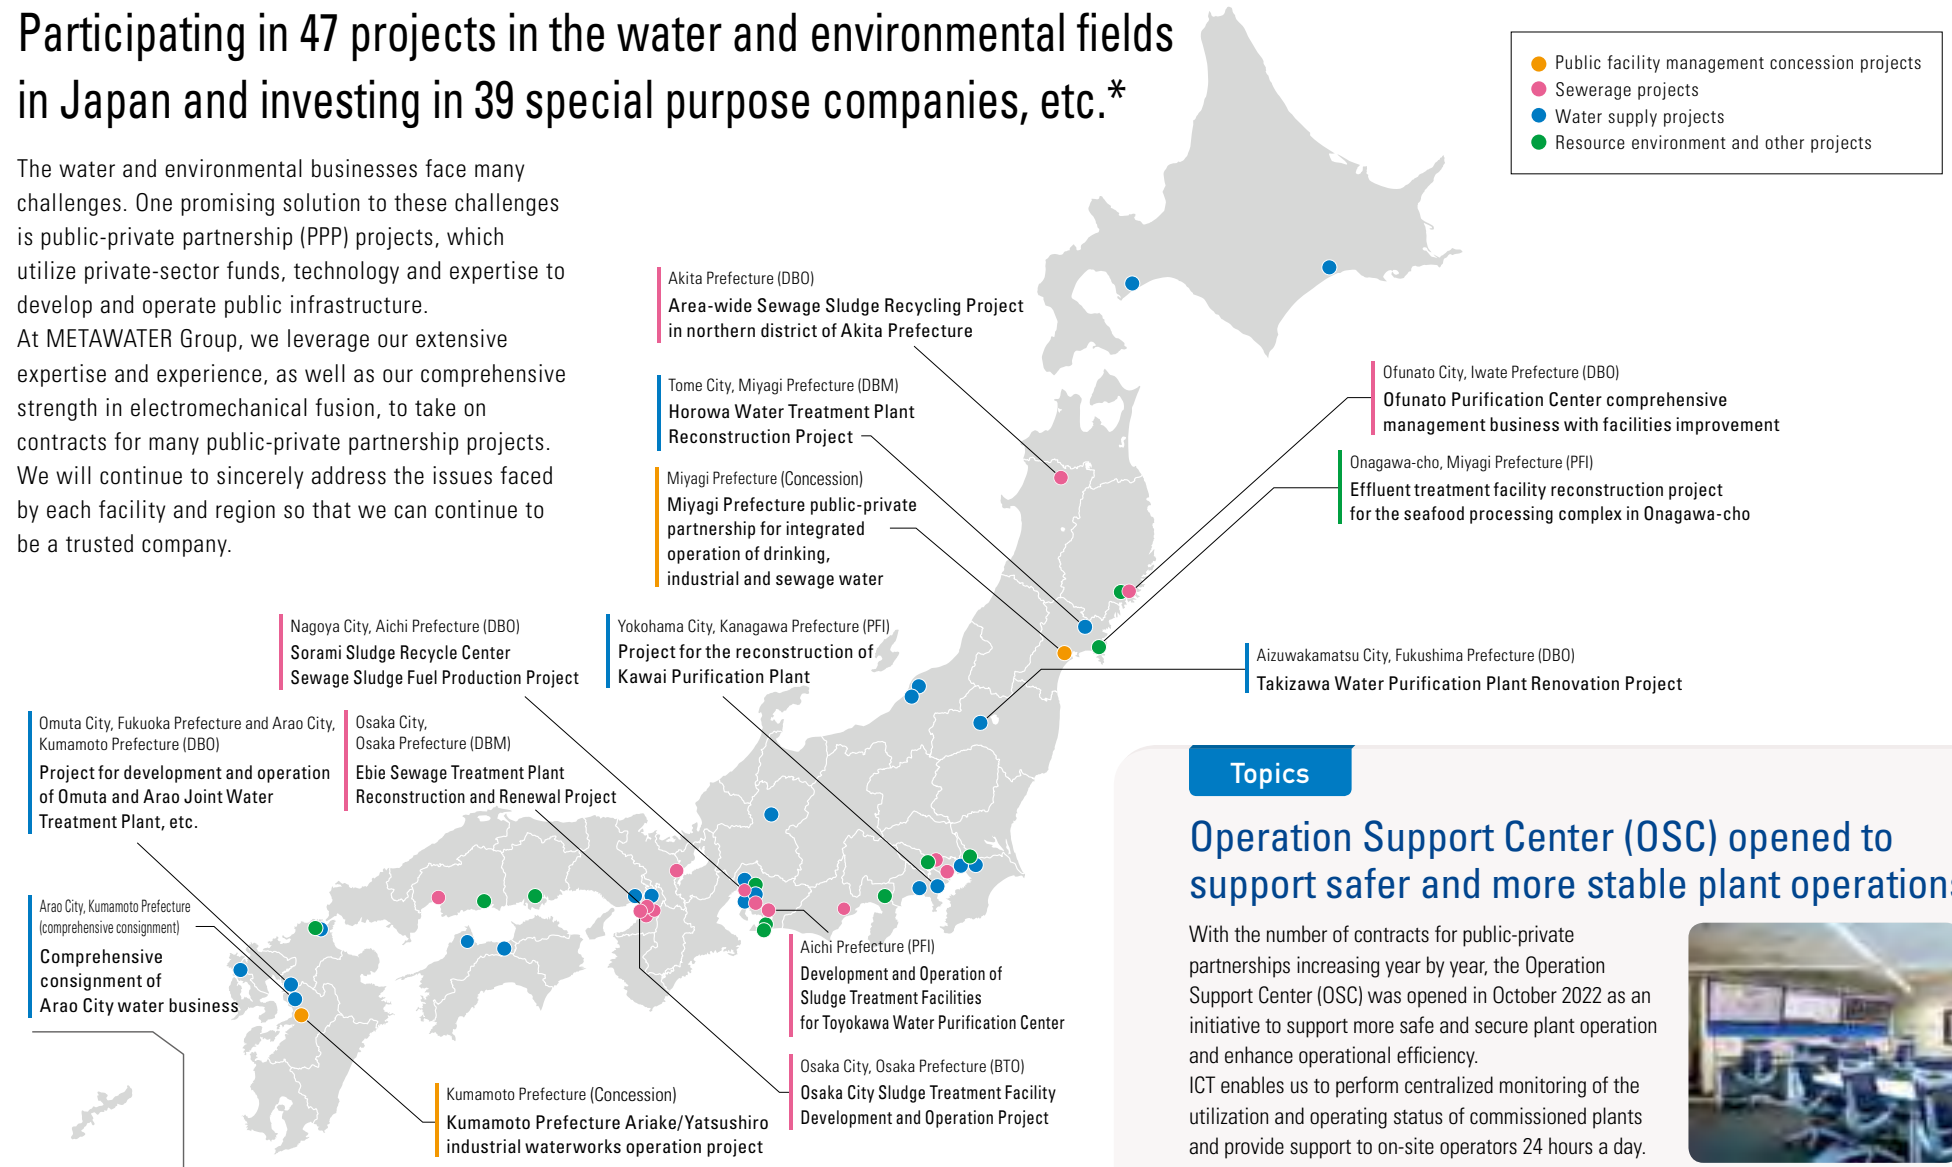 Participating in 47 projects in the water and environmental fields
in Japan and investing in 39 special purpose companies, etc.*
The water and environmental businesses face many
challenges. One promising solution to these challenges
is public-private partnership (PPP) projects, which
utilize private-sector funds, technology and expertise to
develop and operate public infrastructure.
At METAWATER Group, we leverage our extensive
expertise and experience, as well as our comprehensive
strength in electromechanical fusion, to take on
contracts for many public-private partnership projects.
We will continue to sincerely address the issues faced
by each facility and region so that we can continue to
be a trusted company.
Public facility management concession projects
Sewerage projects
Water supply projects
Resource environment and other projects
Akita Prefecture (DBO)
Area-wide Sewage Sludge Recycling Project
in northern district of Akita Prefecture
Tome City, Miyagi Prefecture (DBM)
Horowa Water Treatment Plant
Reconstruction Project
Miyagi Prefecture (Concession)
Miyagi Prefecture public-private
partnership for integrated
operation of drinking,
industrial and sewage water
Ofunato City, Iwate Prefecture (DBO)
Ofunato Purification Center comprehensive
management business with facilities improvement
Onagawa-cho, Miyagi Prefecture (PFI)
Effluent treatment facility reconstruction project
for the seafood processing complex in Onagawa-cho
Nagoya City, Aichi Prefecture (DBO)
Sorami Sludge Recycle Center
Sewage Sludge Fuel Production Project
Yokohama City, Kanagawa Prefecture (PFI)
Project for the reconstruction of
Kawai Purification Plant
Aizuwakamatsu City, Fukushima Prefecture (DBO)
Takizawa Water Purification Plant Renovation Project
Omuta City, Fukuoka Prefecture and Arao City,
Kumamoto Prefecture (DBO)
Project for development and operation
of Omuta and Arao Joint Water
Treatment Plant, etc.
Osaka City,
Osaka Prefecture (DBM)
Ebie Sewage Treatment Plant
Reconstruction and Renewal Project
Arao City, Kumamoto Prefecture
(comprehensive consignment)
Comprehensive
consignment of
Arao City water business
Aichi Prefecture (PFI)
Development and Operation of
Sludge Treatment Facilities
for Toyokawa Water Purification Center
Osaka City, Osaka Prefecture (BTO)
Osaka City Sludge Treatment Facility
Development and Operation Project
Kumamoto Prefecture (Concession)
Kumamoto Prefecture Ariake/Yatsushiro
industrial waterworks operation project
Topics
Operation Support Center (OSC) opened to
support safer and more stable plant operations
With the number of contracts for public-private
partnerships increasing year by year, the Operation
Support Center (OSC) was opened in October 2022 as an
initiative to support more safe and secure plant operation
and enhance operational efficiency.
ICT enables us to perform centralized monitoring of the
utilization and operating status of commissioned plants
and provide support to on-site operators 24 hours a day.